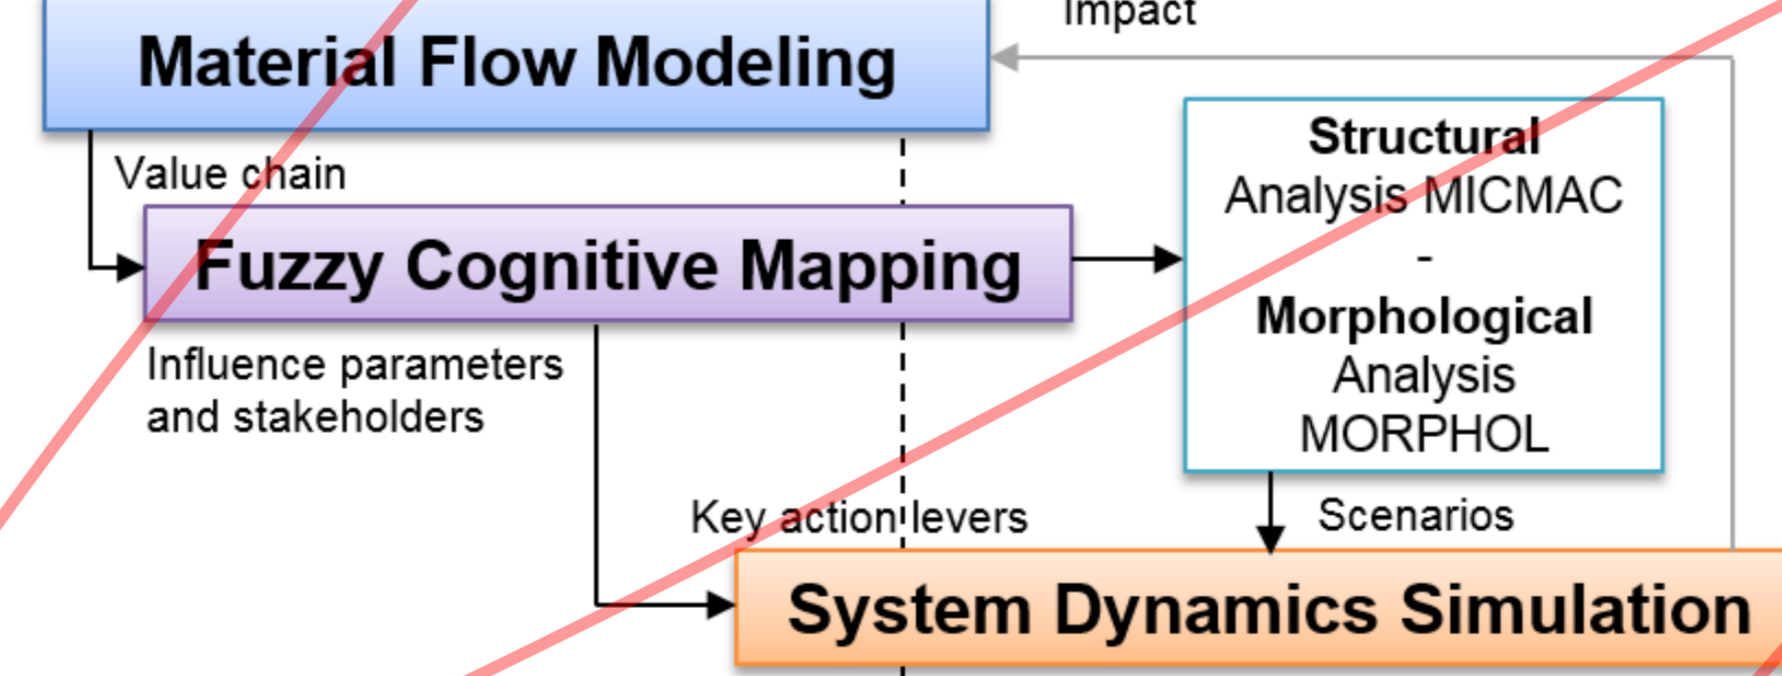 Impact
Material Flow Modeling
Structural
Analysis MICMAC
-
Morphological
Analysis
MORPHOL
Value chain
Fuzzy Cognitive Mapping
Influence parameters
and stakeholders
Key action levers
Scenarios
System Dynamics Simulation